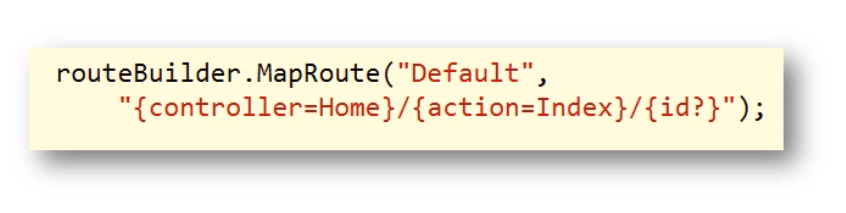 routeBuilder.MapRoute("Default",
"{controller=Home}/{action=Index}/{id?}");